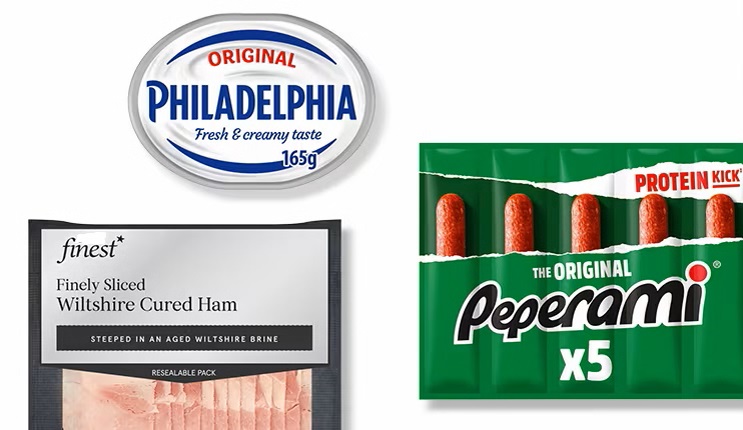 ORIGINAL
PHILADELPHIA
Fresh & creamy taste
165g
PROTEIN KICK*
THE ORIGINAL
Peperami®
x5
finest*
Finely Sliced
Wiltshire Cured Ham
STEEPED IN AN AGED WILTSHIRE BRINE
RESEALABLE PACK